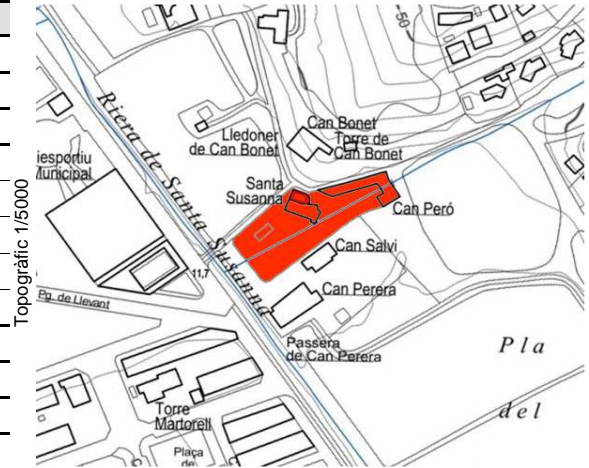 Topogràfic 1/5000
50
Riera de Santa Susanna
Can Bonet
Torre de
Can Bonet
Lledoner
de Can Bonet
iesportiu
Municipal
Santa
Susanna
Can Peró
Can Salvi
11,7
Can Perera
Pg. de Llevant
Passera
de Can Perera
Pla
del
Torre
Martorell
Plaça
de